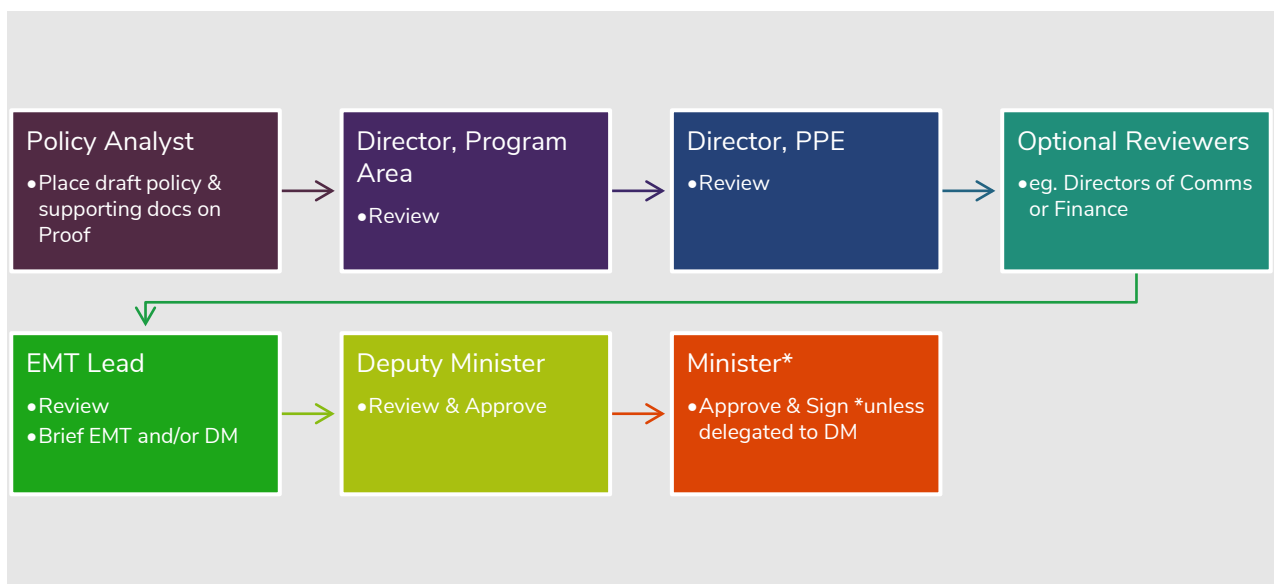 Policy Analyst
•Place draft policy &
supporting docs on
Proof
Director, Program
Area
•Review
Director, PPE
•Review
Optional Reviewers
•eg. Directors of Comms
or Finance
EMT Lead
•Review
•Brief EMT and/or DM
Deputy Minister
•Review & Approve
Minister*
•Approve & Sign *unless
delegated to DM